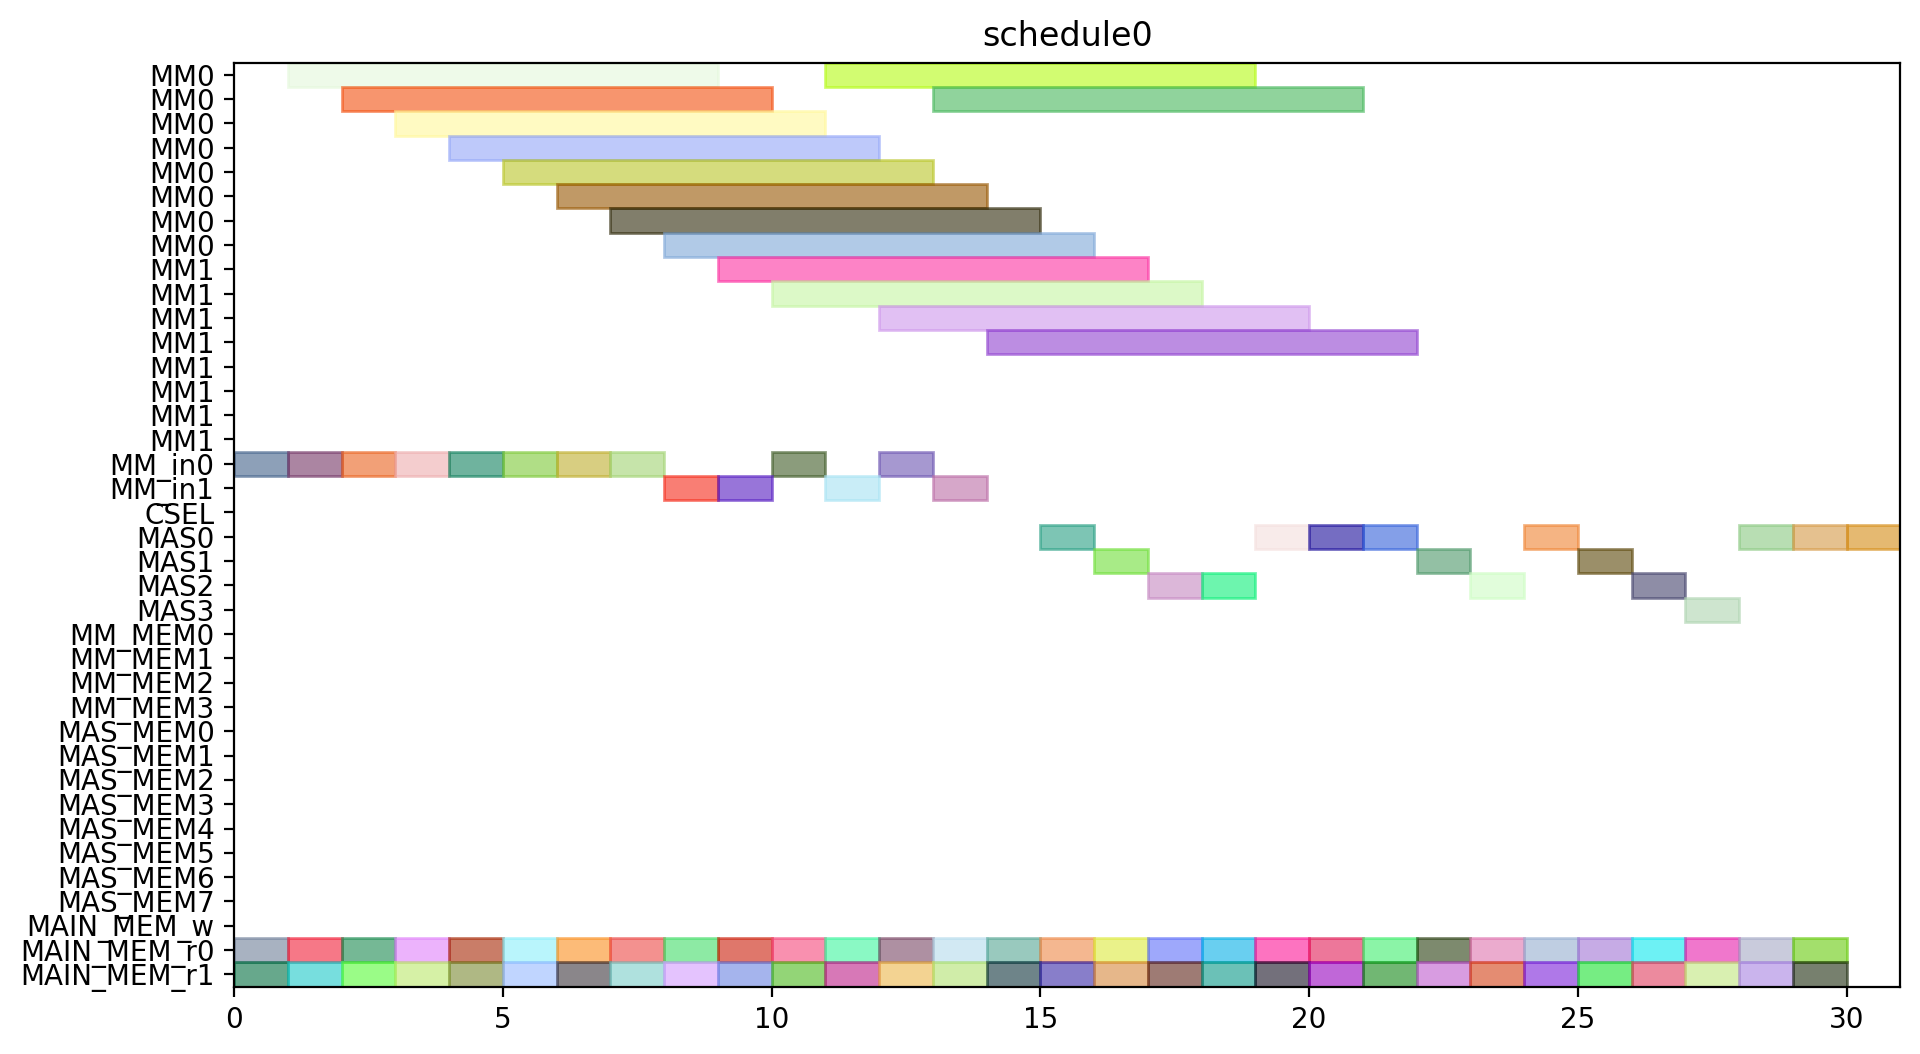 schedule0
MM0
MM0
MM0
MM0
MM0
MM0
MM0
MM0
MM1
MM1
MM1
MM1
MM1
MM1
MM1
MM1
MM_in0
MM_in1
CSEL
MAS0
MAS1
MAS2
MAS3
MM_MEM0
MM_MEM1
MM_MEM2
MM_MEM3
MAS_MEM0
MAS_MEM1
MAS_MEM2
MAS_MEM3
MAS_MEM4
MAS_MEM5
MAS_MEM6
MAS_MEM7
MAIN_MEM_w
MAIN_MEM_r0
MAIN_MEM_r1
0 5 10 15 20 25 30